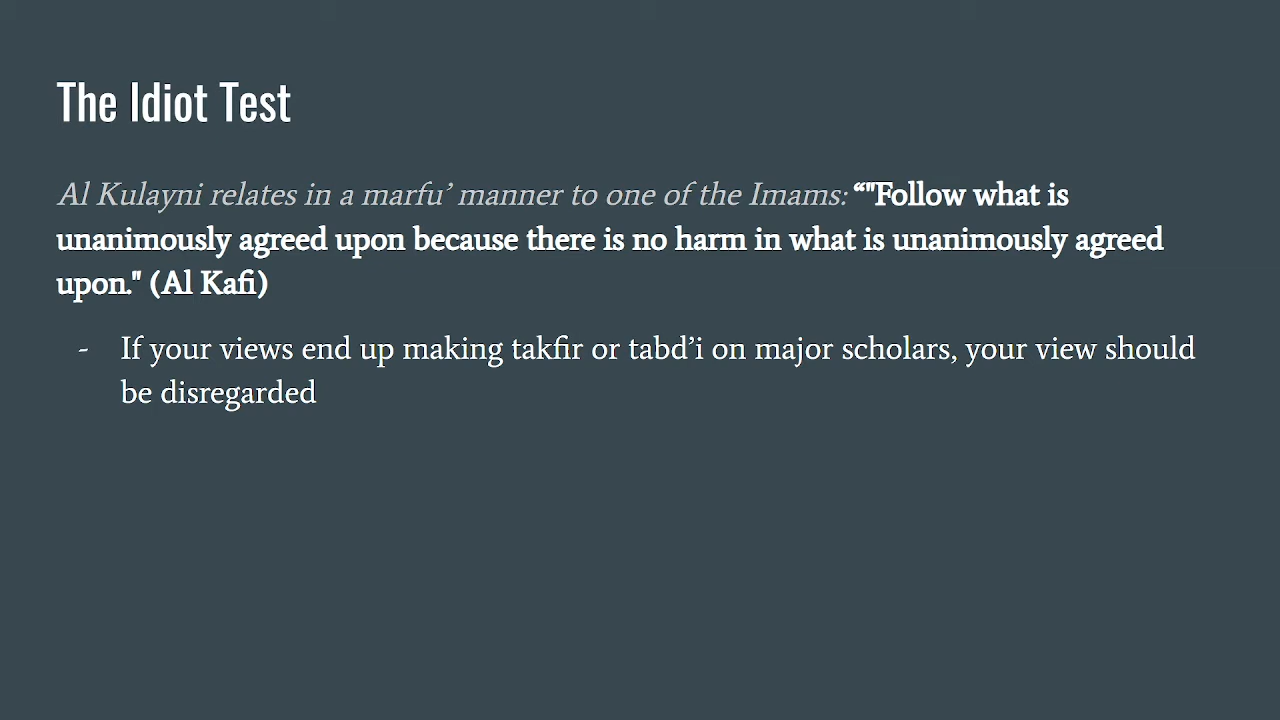 The Idiot Test
Al Kulayni relates in a marfu’ manner to one of the Imams: “"Follow what is
unanimously agreed upon because there is no harm in what is unanimously agreed
upon." (Al Kafi)
- If your views end up making takfir or tabd’i on major scholars, your view should
be disregarded